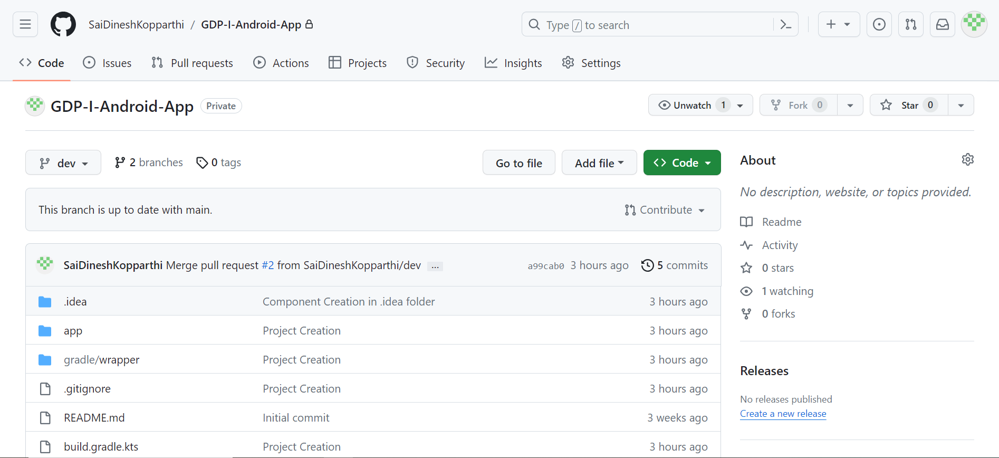 SaiDineshKopparthi / GDP-I-Android-App
Type / to search
Code Issues Pull requests Actions Projects Security Insights Settings
GDP-I-Android-App Private
Unwatch 1 Fork 0 Star 0
dev 2 branches 0 tags
Go to file Add file Code
This branch is up to date with main.
Contribute
SaiDineshKopparthi Merge pull request #2 from SaiDineshKopparthi/dev ... a99cab0 3 hours ago 5 commits
.idea Component Creation in .idea folder 3 hours ago
app Project Creation 3 hours ago
gradle/wrapper Project Creation 3 hours ago
.gitignore Project Creation 3 hours ago
README.md Initial commit 3 weeks ago
build.gradle.kts Project Creation 3 hours ago
About
No description, website, or topics provided.
Readme
Activity
0 stars
1 watching
0 forks
Releases
No releases published
Create a new release